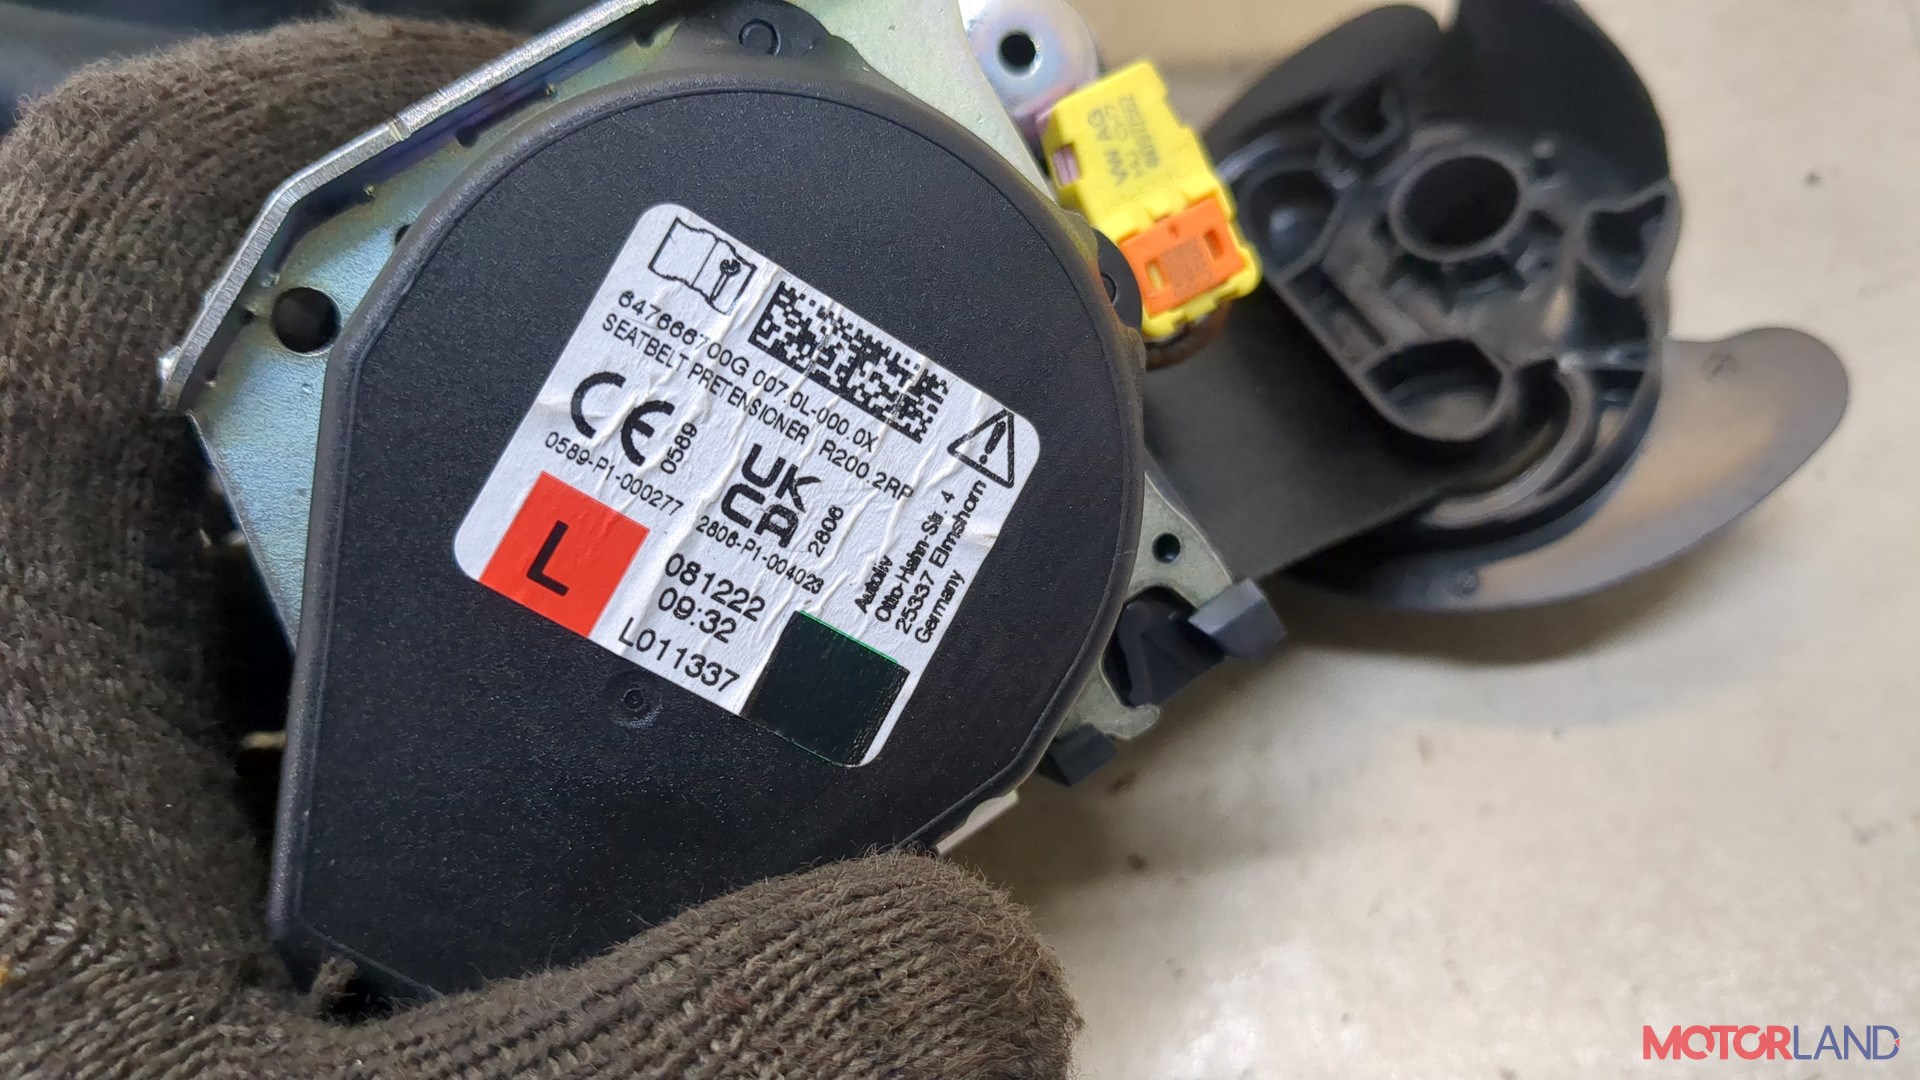 647666700G 007.0L-000.0X
SEATBELT PRETENSIONER R200.2RP
CE 0589
0589-P1-000277
UK
CA 2806
2806-P1-004023
L
081222
09:32
L011337
Autoliv
Otto-Hahn-Str. 4
25337 Elmshorn
Germany
VW AG
MOTORLAND